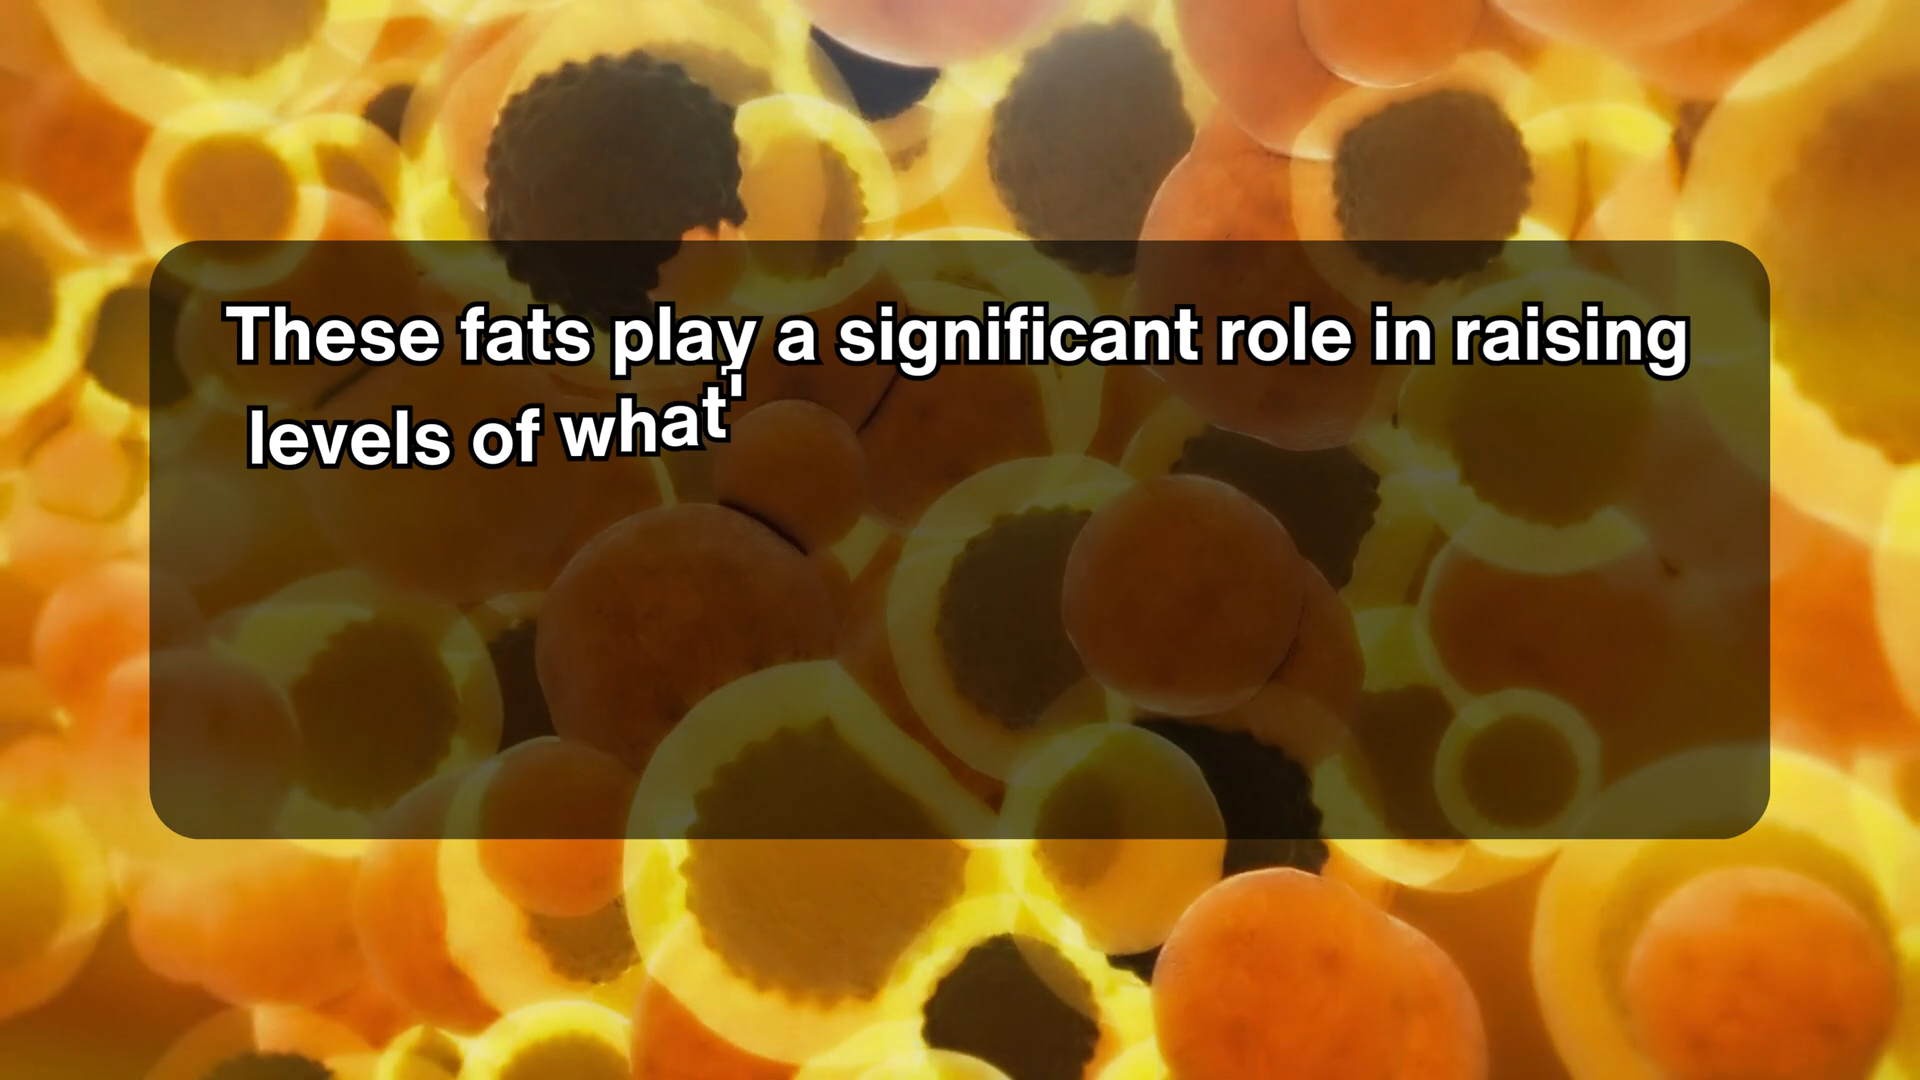 These fats play a significant role in raising
levels of what'